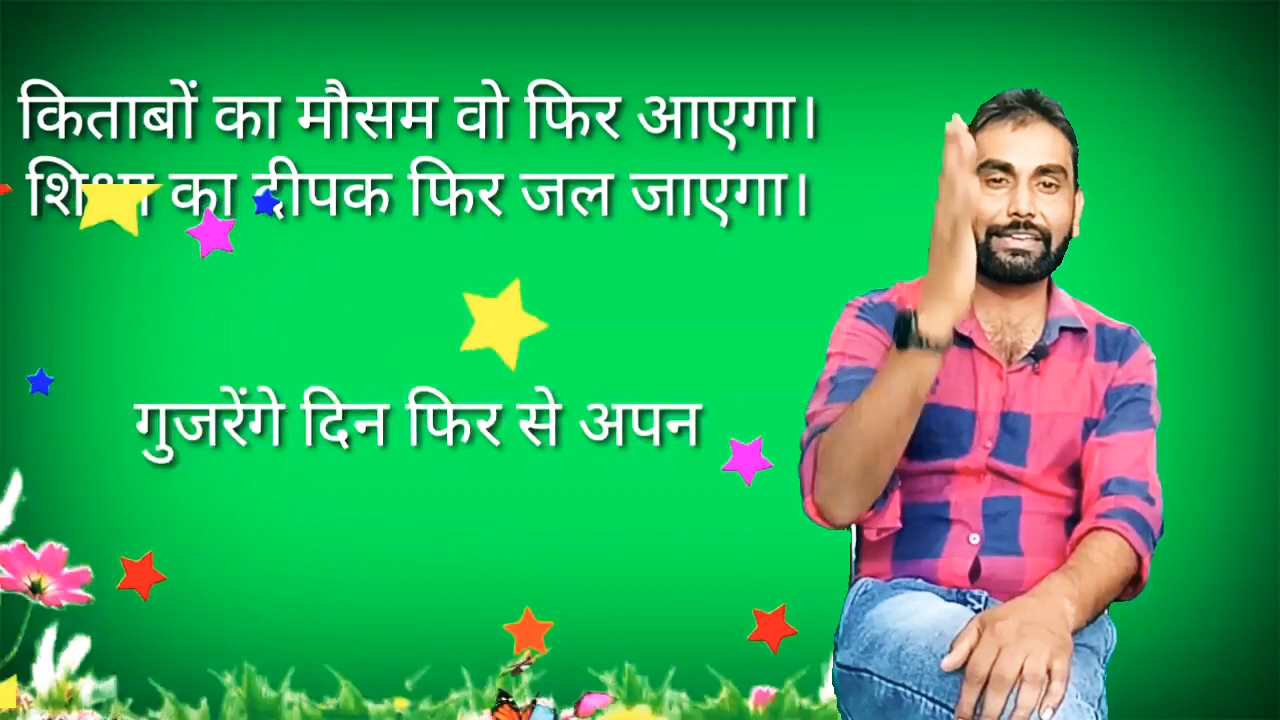 किताबों का मौसम वो फिर आएगा।
का दीपक फिर जल जाएगा।
गुजरेंगे दिन फिर से अपन